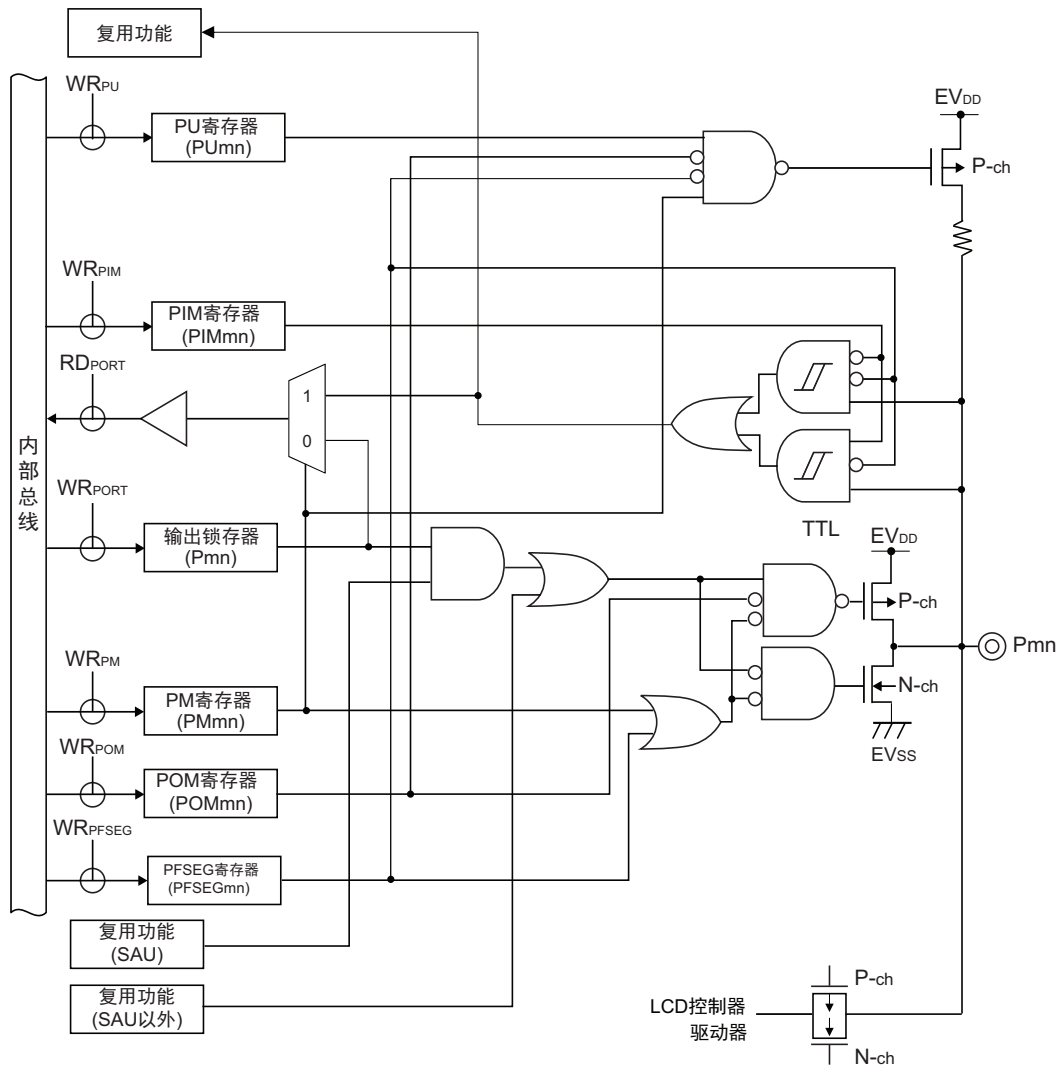 复用功能
WRPU
EVDD
PU寄存器
(PUmn)
P-ch
WRPIM
PIM寄存器
(PIMmn)
RDPORT
1
0
内部总线
WRPORT
TTL
输出锁存器
(Pmn)
EVDD
P-ch
Pmn
WRPM
N-ch
PM寄存器
(PMmn)
WRPOM
EVSS
POM寄存器
(POMmn)
WRPFSEG
PFSEG寄存器
(PFSEGmn)
复用功能
(SAU)
复用功能
(SAU以外)
P-ch
LCD控制器
驱动器
N-ch